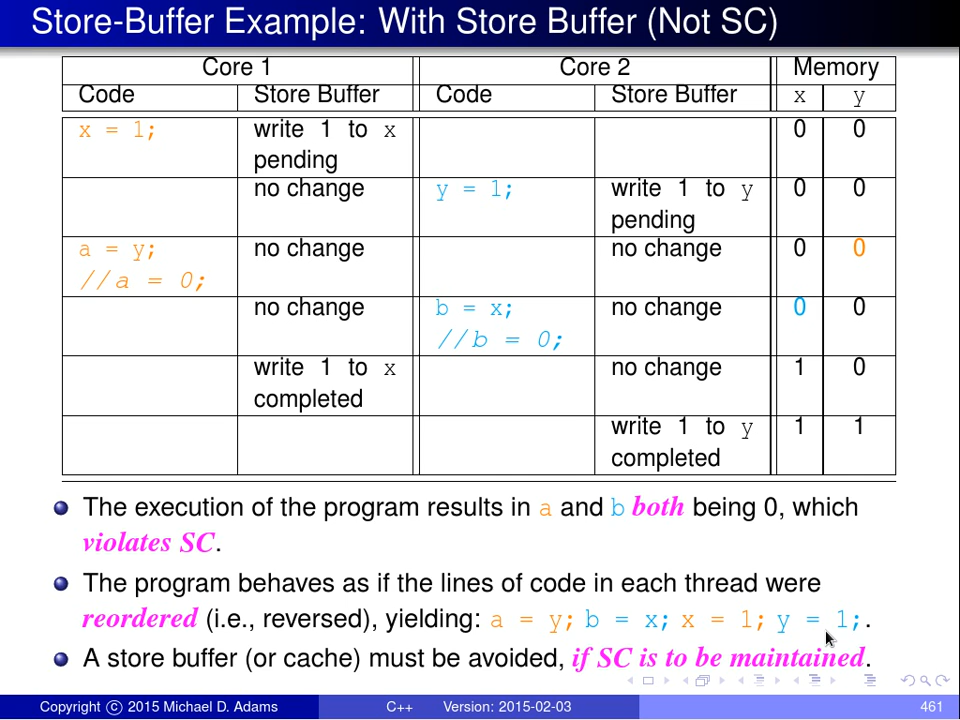 Store-Buffer Example: With Store Buffer (Not SC)
Core 1 Core 2 Memory
Code Store Buffer Code Store Buffer x y
x = 1; write 1 to x 0 0
pending
no change y = 1; write 1 to y 0 0
pending
a = y; no change no change 0 0
//a = 0;
no change b = x; no change 0 0
//b = 0;
write 1 to x no change 1 0
completed
write 1 to y 1 1
completed
The execution of the program results in a and b both being 0, which
violates SC.
The program behaves as if the lines of code in each thread were
reordered (i.e., reversed), yielding: a = y; b = x; x = 1; y = 1;.
A store buffer (or cache) must be avoided, if SC is to be maintained.
Copyright © 2015 Michael D. Adams C++ Version: 2015-02-03 461